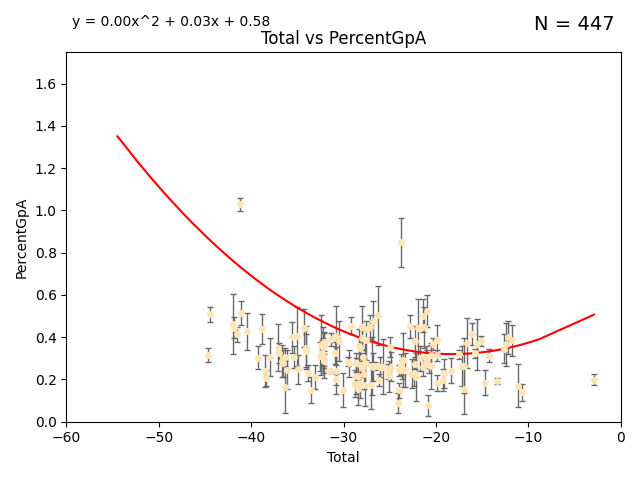 y = 0.00x^2 + 0.03x + 0.58
N = 447
Total vs PercentGpA
PercentGpA
1.6
1.4
1.2
1.0
0.8
0.6
0.4
0.2
0.0
−60 −50 −40 −30 −20 −10 0
Total